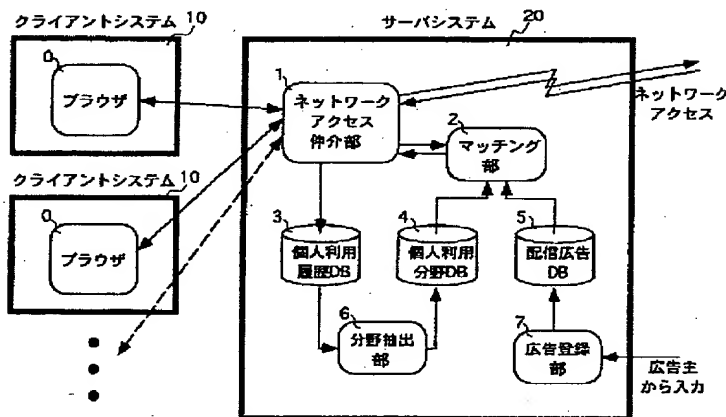 クライアントシステム
10
0
ブラウザ
クライアントシステム
10
0
ブラウザ
サーバシステム
20
1
ネットワーク
アクセス
仲介部
2
マッチング
部
ネットワーク
アクセス
3
個人利用
履歴DB
4
個人利用
分野DB
5
配信広告
DB
6
分野抽出
部
7
広告登録
部
広告主
から入力